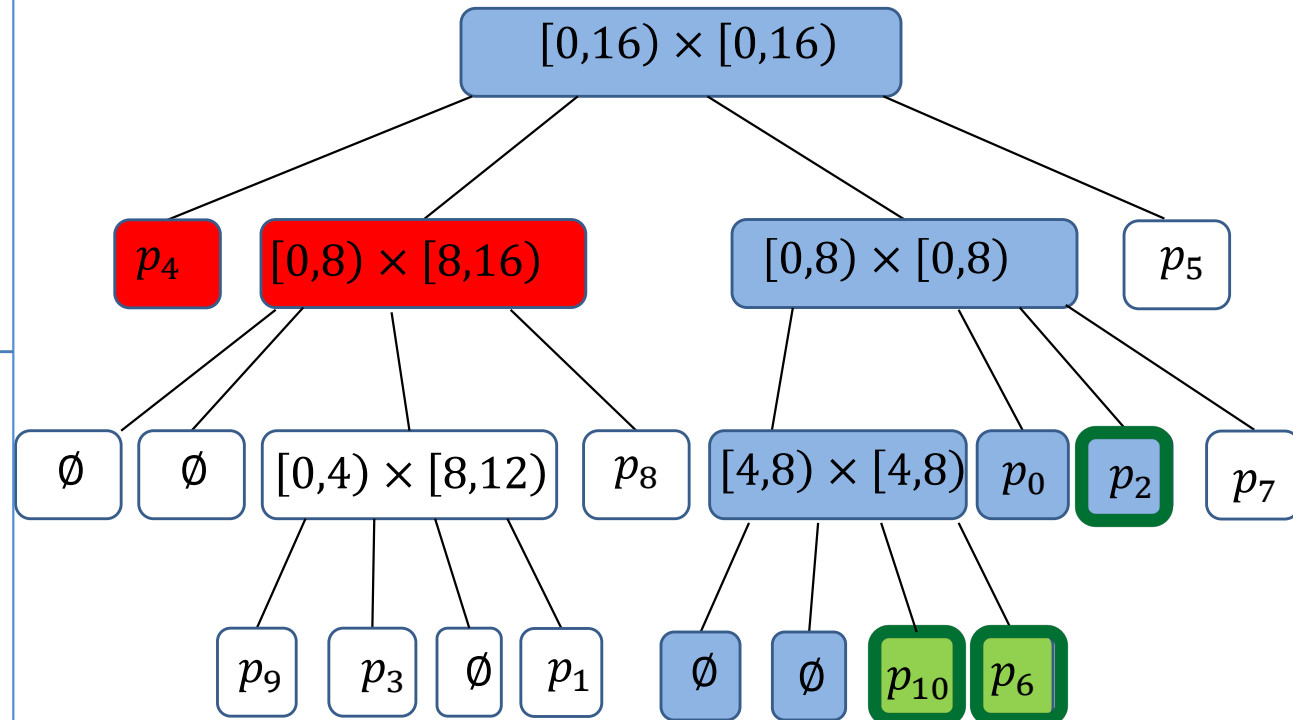 [0,16) × [0,16)
p₄ [0,8) × [8,16) [0,8) × [0,8) p₅
∅ ∅ [0,4) × [8,12) p₈ [4,8) × [4,8) p₀ p₂ p₇
p₉ p₃ ∅ p₁ ∅ ∅ p₁₀ p₆